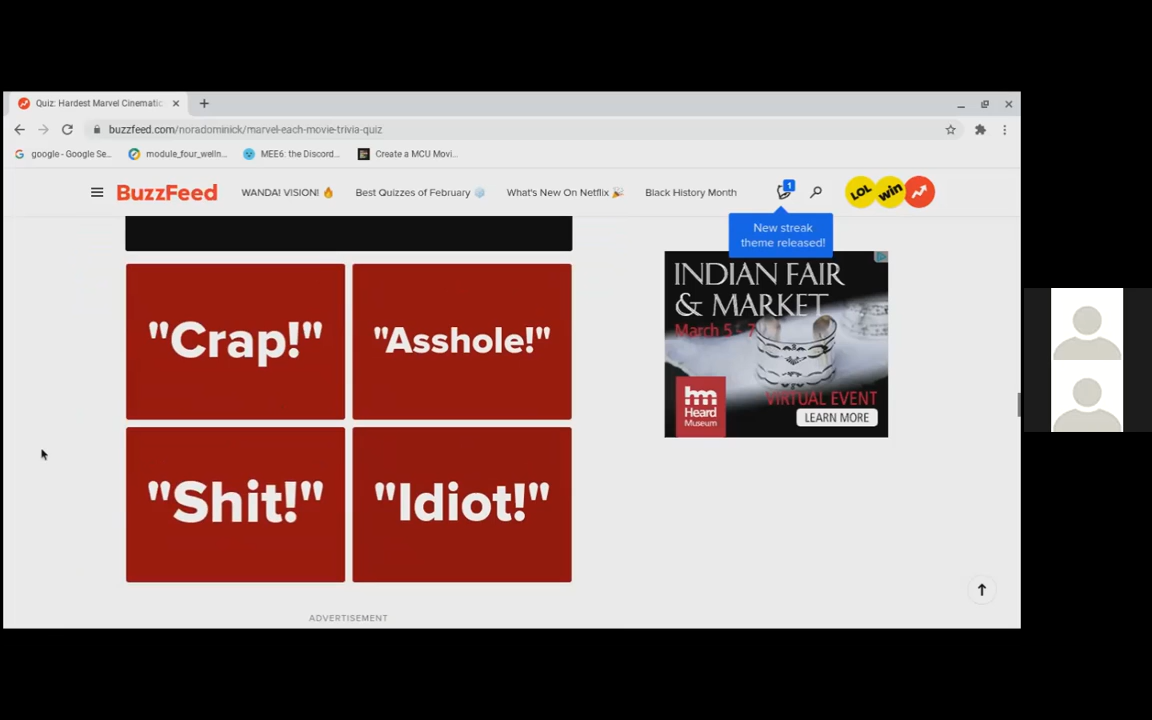 Quiz: Hardest Marvel Cinematic
buzzfeed.com/noradominick/marvel-each-movie-trivia-quiz
google - Google Se...
module_four_welln...
MEE6: the Discord...
Create a MCU Movi...
BuzzFeed
WANDA! VISION! 🔥
Best Quizzes of February
What's New On Netflix 🎉
Black History Month
1
LOL
win
New streak
theme released!
"Crap!"
"Asshole!"
"Shit!"
"Idiot!"
INDIAN FAIR
& MARKET
March 5 - 7
hm
Heard
Museum
VIRTUAL EVENT
LEARN MORE
ADVERTISEMENT